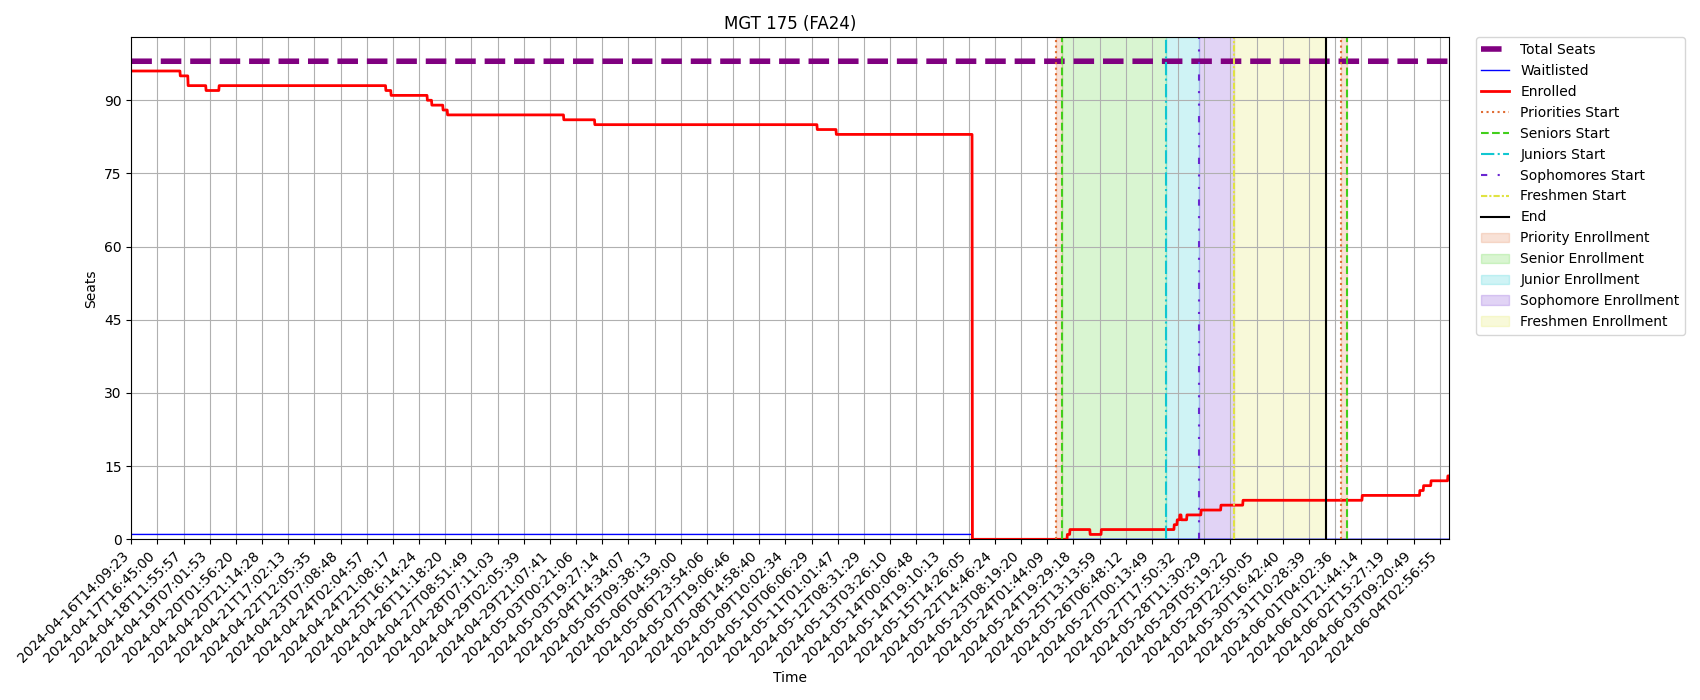 MGT 175 (FA24)
Total Seats
Waitlisted
Enrolled
Priorities Start
Seniors Start
Juniors Start
Sophomores Start
Freshmen Start
End
Priority Enrollment
Senior Enrollment
Junior Enrollment
Sophomore Enrollment
Freshmen Enrollment
Seats
90
75
60
45
30
15
0
2024-04-16T14:09:23
2024-04-17T16:45:00
2024-04-18T11:55:57
2024-04-19T07:01:53
2024-04-20T01:56:20
2024-04-20T21:14:28
2024-04-21T17:02:13
2024-04-22T12:05:35
2024-04-23T07:08:48
2024-04-24T02:04:57
2024-04-24T21:08:17
2024-04-25T16:14:24
2024-04-26T11:18:20
2024-04-27T08:51:49
2024-04-28T07:11:03
2024-04-29T02:05:39
2024-04-29T21:07:41
2024-05-03T00:21:06
2024-05-03T19:27:14
2024-05-04T14:34:07
2024-05-05T09:38:13
2024-05-06T04:59:00
2024-05-06T23:54:06
2024-05-07T19:06:46
2024-05-08T14:58:40
2024-05-09T10:02:34
2024-05-10T06:06:29
2024-05-11T01:01:47
2024-05-12T08:31:29
2024-05-13T03:26:10
2024-05-14T00:06:48
2024-05-14T19:10:13
2024-05-15T14:26:05
2024-05-22T14:46:24
2024-05-23T08:19:20
2024-05-24T01:44:09
2024-05-24T19:29:18
2024-05-25T13:13:59
2024-05-26T06:48:12
2024-05-27T00:13:49
2024-05-27T17:50:32
2024-05-28T11:30:29
2024-05-29T05:19:22
2024-05-29T22:50:05
2024-05-30T16:42:40
2024-05-31T10:28:39
2024-06-01T04:02:36
2024-06-01T21:44:14
2024-06-02T15:27:19
2024-06-03T09:20:49
2024-06-04T02:56:55
Time